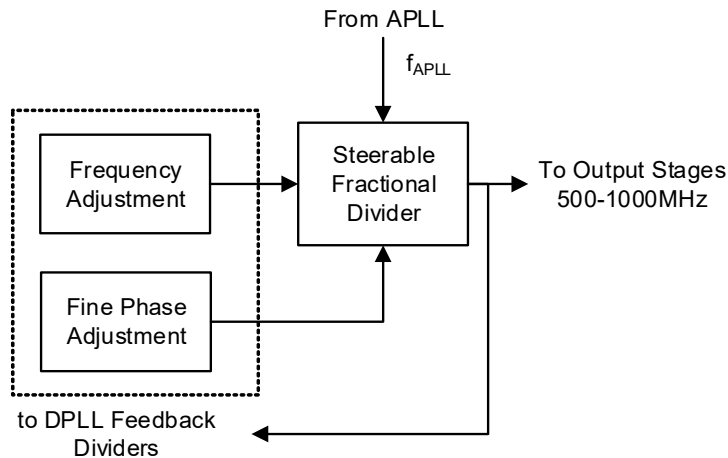 From APLL
fAPLL
Frequency
Adjustment
Steerable
Fractional
Divider
To Output Stages
500-1000MHz
Fine Phase
Adjustment
to DPLL Feedback
Dividers